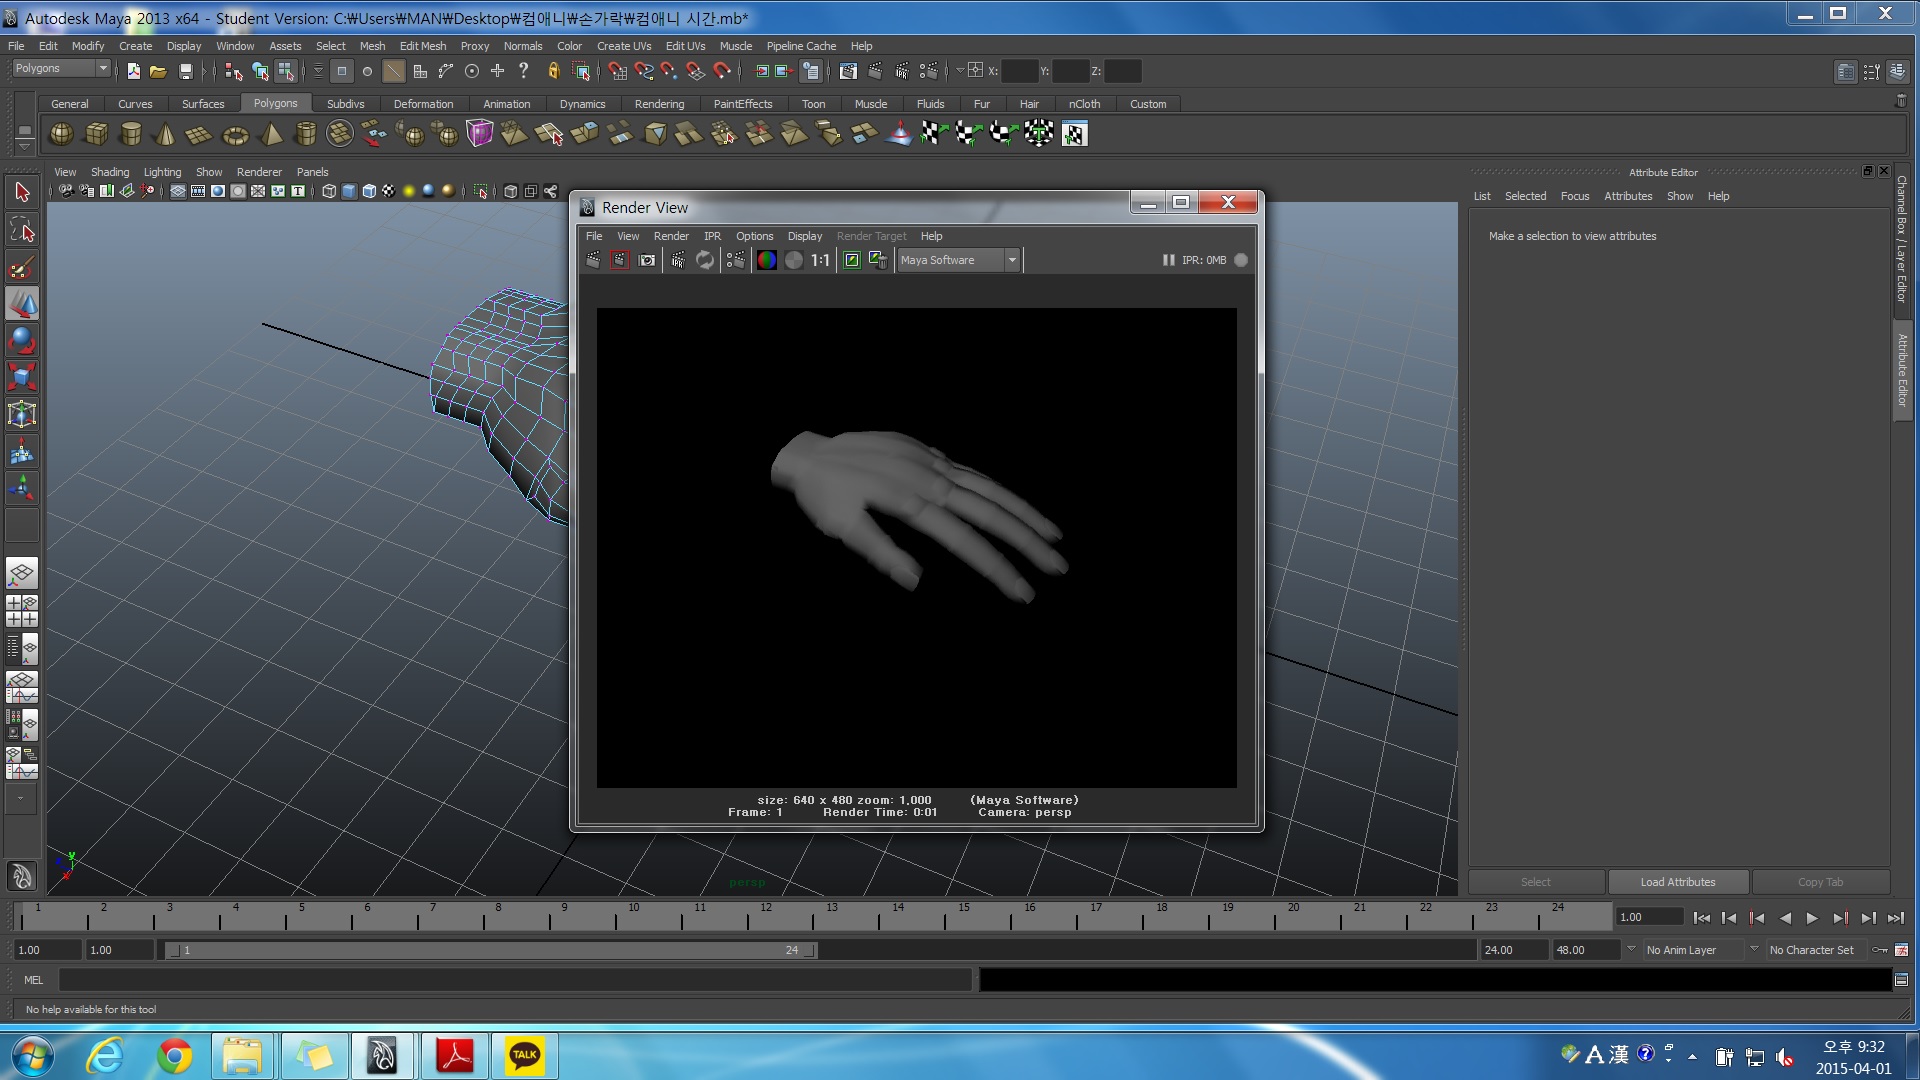 Autodesk Maya 2013 x64 - Student Version: C:₩Users₩MAN₩Desktop₩컴애니₩손가락₩컴애니 시간.mb*
File Edit Modify Create Display Window Assets Select Mesh Edit Mesh Proxy Normals Color Create UVs Edit UVs Muscle Pipeline Cache Help
Polygons X: Y: Z:
General Curves Surfaces Polygons Subdivs Deformation Animation Dynamics Rendering PaintEffects Toon Muscle Fluids Fur Hair nCloth Custom
View Shading Lighting Show Renderer Panels
Attribute Editor
List Selected Focus Attributes Show Help
Make a selection to view attributes
Channel Box / Layer Editor
Attribute Editor
Render View
File View Render IPR Options Display Render Target Help
1:1 Maya Software IPR: 0MB
size: 640 x 480 zoom: 1,000 (Maya Software)
Frame: 1 Render Time: 0:01 Camera: persp
y
x
persp
Select Load Attributes Copy Tab
1 2 3 4 5 6 7 8 9 10 11 12 13 14 15 16 17 18 19 20 21 22 23 24 1.00
1.00 1.00 1 24 24.00 48.00 No Anim Layer No Character Set
MEL
No help available for this tool
TALK
A 漢 ?
오후 9:32
2015-04-01